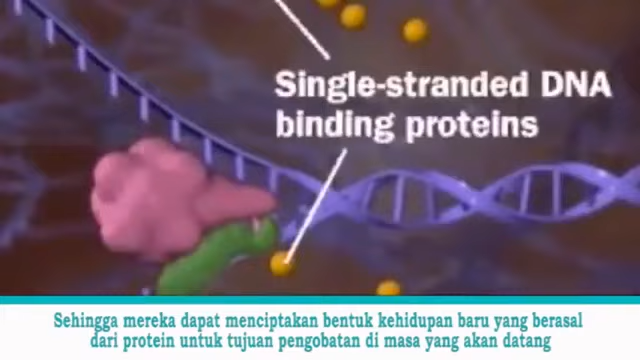 Single-stranded DNA
binding proteins
Sehingga mereka dapat menciptakan bentuk kehidupan baru yang berasal
dari protein untuk tujuan pengobatan di masa yang akan datang